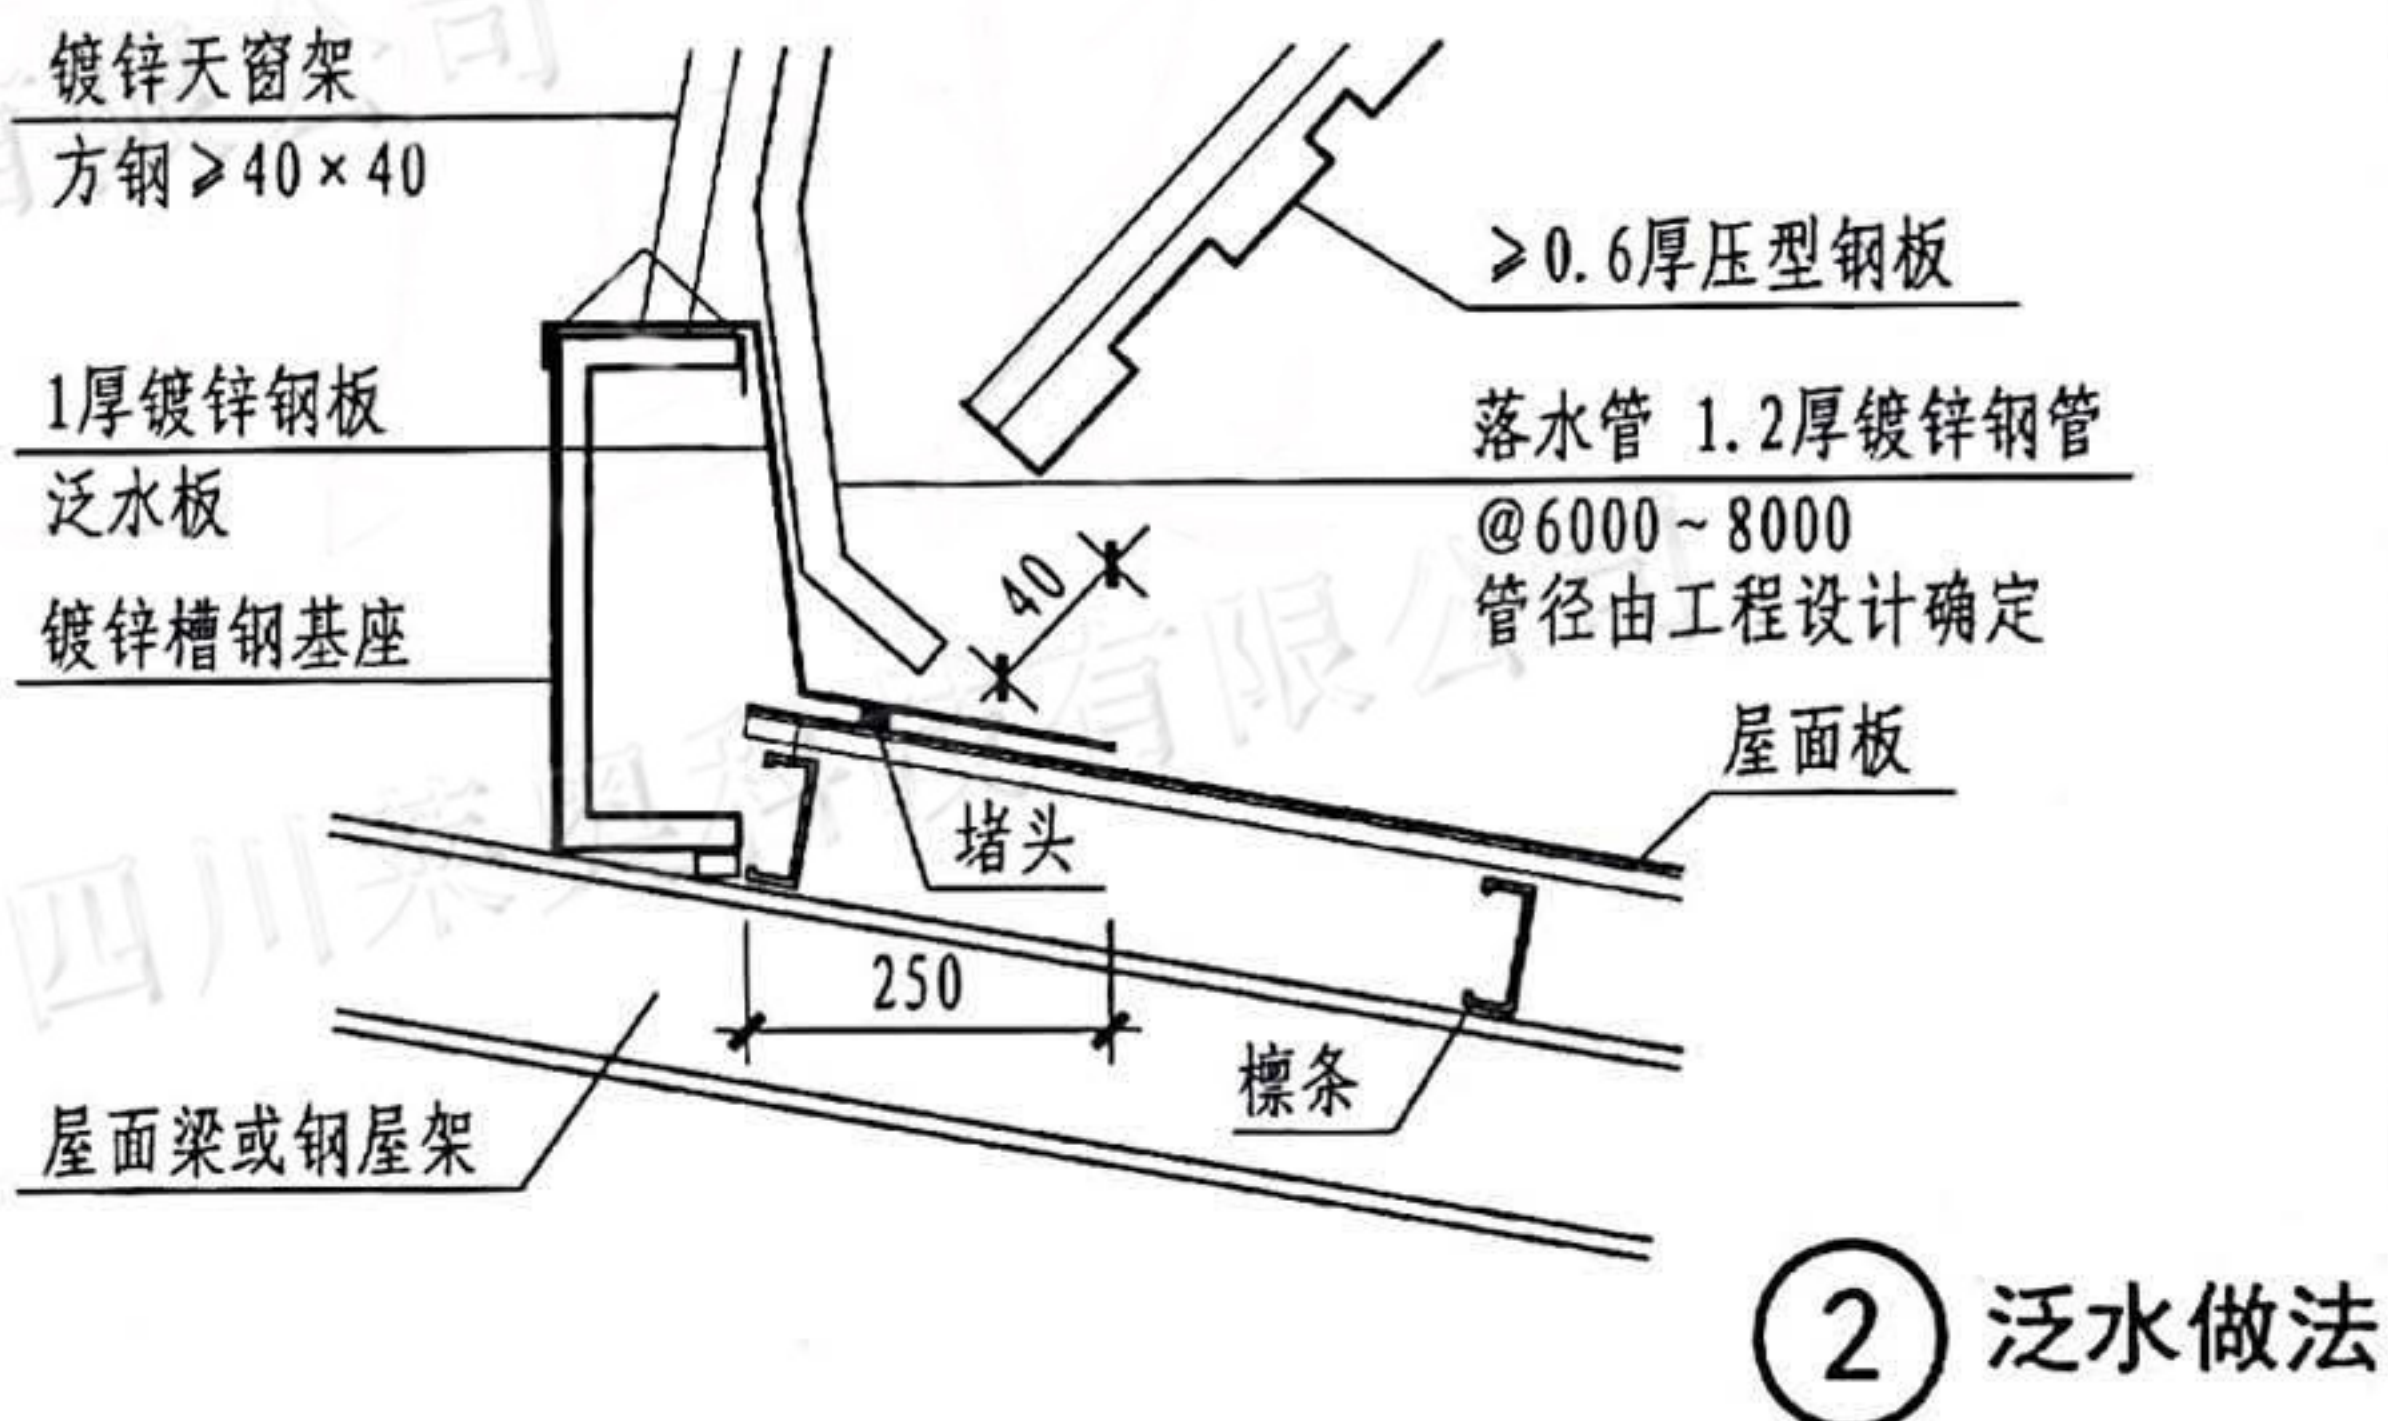 镀锌天窗架
方钢≥40×40
≥0.6厚压型钢板
1厚镀锌钢板
泛水板
落水管 1.2厚镀锌钢管
@6000~8000
管径由工程设计确定
镀锌槽钢基座
40
屋面板
堵头
250
檩条
屋面梁或钢屋架
2 泛水做法